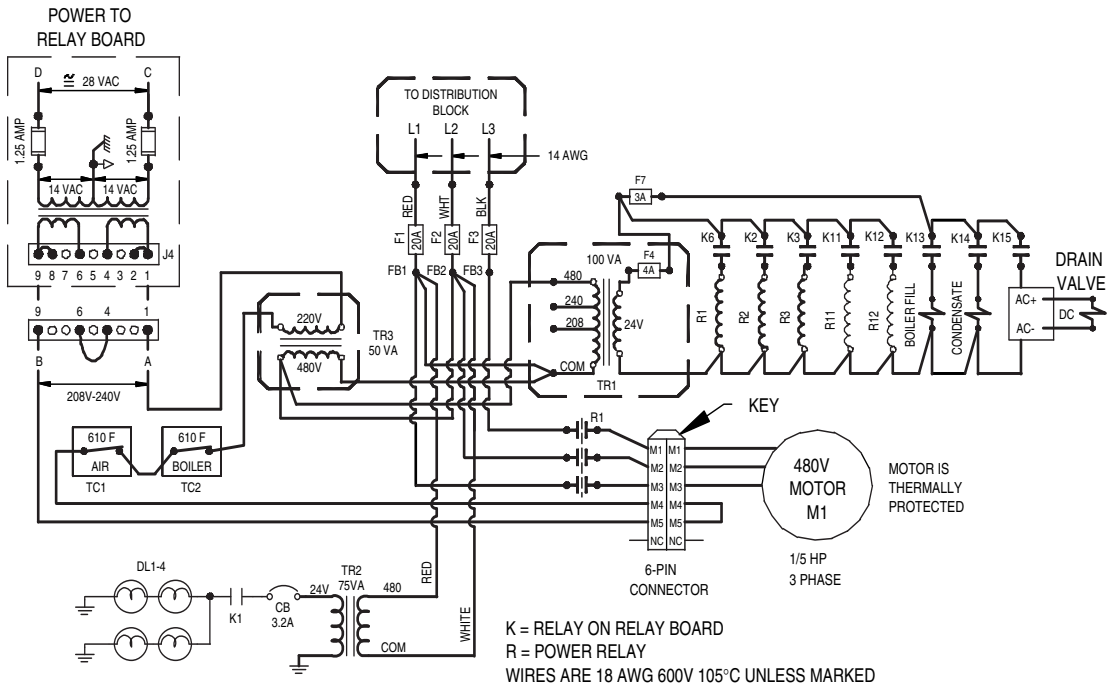 POWER TO
RELAY BOARD
D
C
≅ 28 VAC
1.25 AMP
1.25 AMP
14 VAC
14 VAC
J4
9 8 7 6 5 4 3 2 1
9 6 4 1
B
A
208V-240V
610 F
AIR
TC1
610 F
BOILER
TC2
220V
480V
TR3
50 VA
TO DISTRIBUTION
BLOCK
L1 L2 L3
14 AWG
RED
WHT
BLK
F1
20A
F2
20A
F3
20A
FB1
FB2
FB3
100 VA
480
240
208
COM
24V
TR1
F4
4A
F7
3A
K6
K2
K3
K11
K12
K13
K14
K15
R1
R2
R3
R11
R12
BOILER FILL
CONDENSATE
AC+
AC-
DC
DRAIN
VALVE
R1
KEY
M1 M1
M2 M2
M3 M3
M4 M4
M5 M5
NC NC
6-PIN
CONNECTOR
480V
MOTOR
M1
MOTOR IS
THERMALLY
PROTECTED
1/5 HP
3 PHASE
DL1-4
K1
CB
3.2A
24V
TR2
75VA
480
COM
RED
WHITE
K = RELAY ON RELAY BOARD
R = POWER RELAY
WIRES ARE 18 AWG 600V 105°C UNLESS MARKED